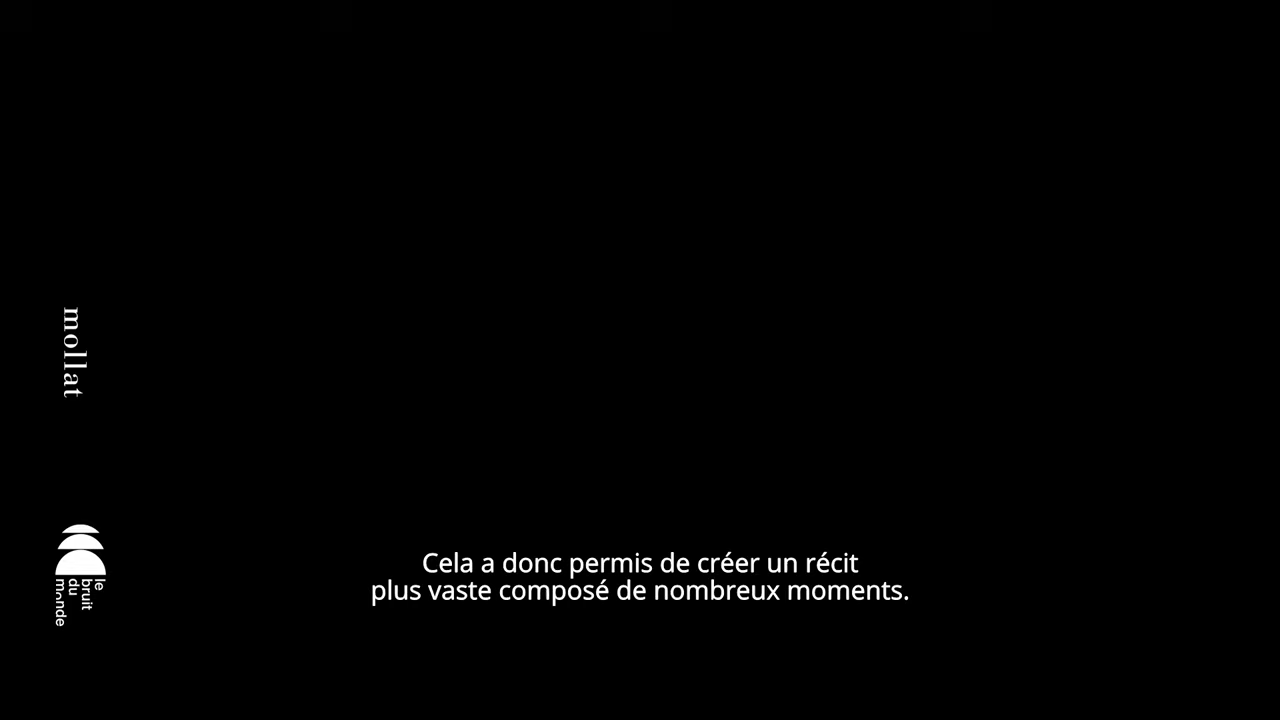 mollat
le
bruit
du
monde
Cela a donc permis de créer un récit
plus vaste composé de nombreux moments.